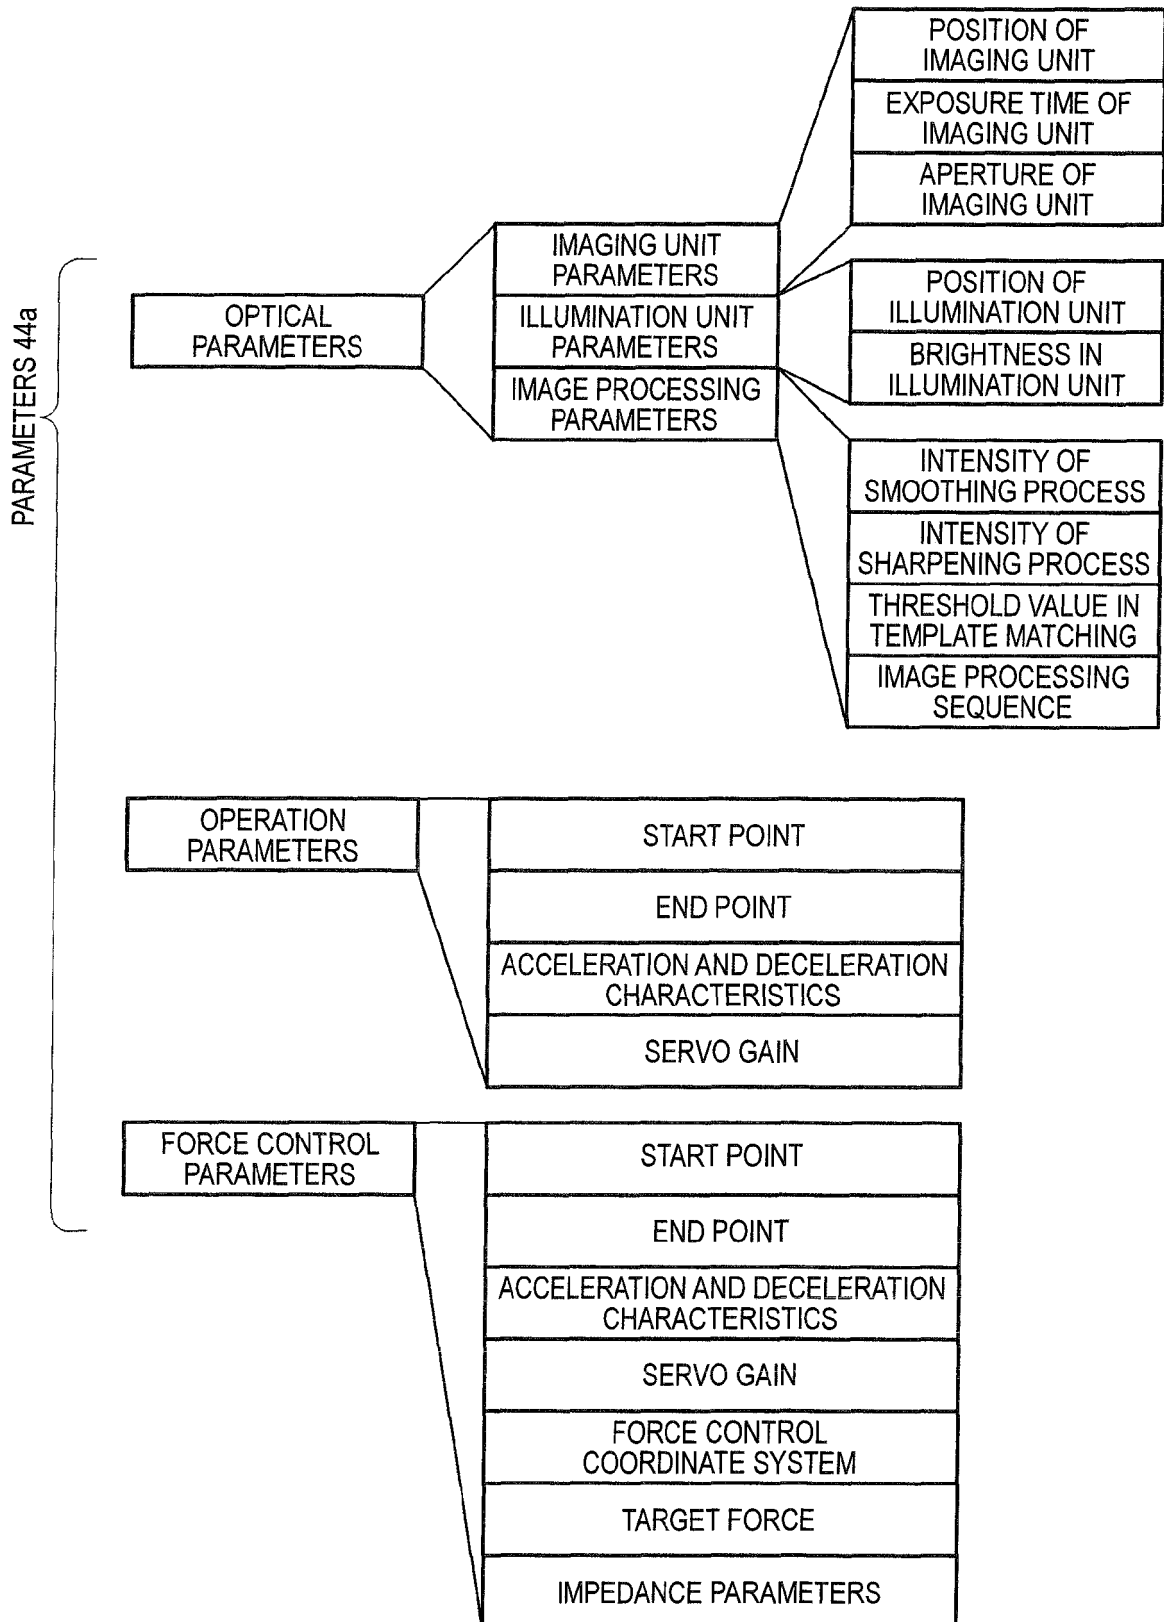 PARAMETERS 44a
OPTICAL
PARAMETERS
IMAGING UNIT
PARAMETERS
ILLUMINATION UNIT
PARAMETERS
IMAGE PROCESSING
PARAMETERS
POSITION OF
IMAGING UNIT
EXPOSURE TIME OF
IMAGING UNIT
APERTURE OF
IMAGING UNIT
POSITION OF
ILLUMINATION UNIT
BRIGHTNESS IN
ILLUMINATION UNIT
INTENSITY OF
SMOOTHING PROCESS
INTENSITY OF
SHARPENING PROCESS
THRESHOLD VALUE IN
TEMPLATE MATCHING
IMAGE PROCESSING
SEQUENCE
OPERATION
PARAMETERS
START POINT
END POINT
ACCELERATION AND DECELERATION
CHARACTERISTICS
SERVO GAIN
FORCE CONTROL
PARAMETERS
START POINT
END POINT
ACCELERATION AND DECELERATION
CHARACTERISTICS
SERVO GAIN
FORCE CONTROL
COORDINATE SYSTEM
TARGET FORCE
IMPEDANCE PARAMETERS